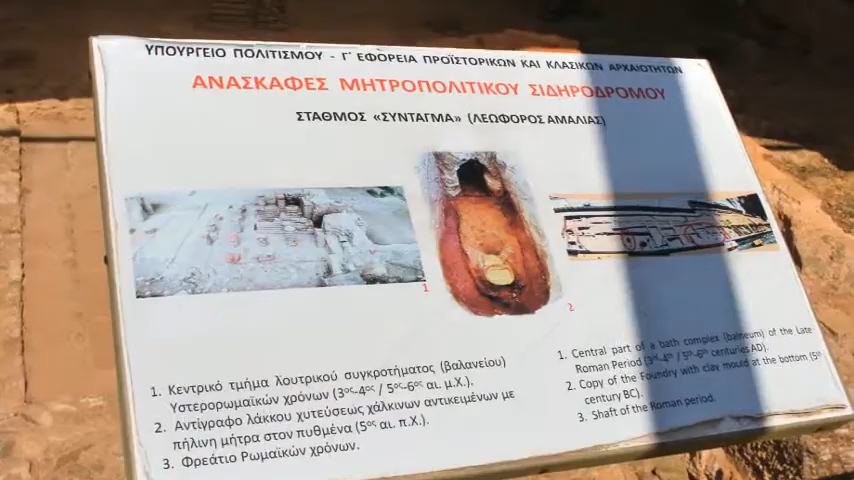 ΥΠΟΥΡΓΕΙΟ ΠΟΛΙΤΙΣΜΟΥ - Γ΄ ΕΦΟΡΕΙΑ ΠΡΟΪΣΤΟΡΙΚΩΝ ΚΑΙ ΚΛΑΣΙΚΩΝ ΑΡΧΑΙΟΤΗΤΩΝ
ΑΝΑΣΚΑΦΕΣ ΜΗΤΡΟΠΟΛΙΤΙΚΟΥ ΣΙΔΗΡΟΔΡΟΜΟΥ
ΣΤΑΘΜΟΣ «ΣΥΝΤΑΓΜΑ» (ΛΕΩΦΟΡΟΣ ΑΜΑΛΙΑΣ)
1
2
1. Κεντρικό τμήμα λουτρικού συγκροτήματος (βαλανείου)
Υστερορωμαϊκών χρόνων (3ος-4ος / 5ος-6ος αι. μ.Χ.).
2. Αντίγραφο λάκκου χυτεύσεως χαλκίνων αντικειμένων με
πήλινη μήτρα στον πυθμένα (5ος αι. π.Χ.).
3. Φρεάτιο Ρωμαϊκών χρόνων.
1. Central part of a bath complex (balneum) of the Late
Roman Period (3rd-4th / 5th-6th centuries AD).
2. Copy of the Foundry with clay mould at the bottom (5th
century BC).
3. Shaft of the Roman Period.